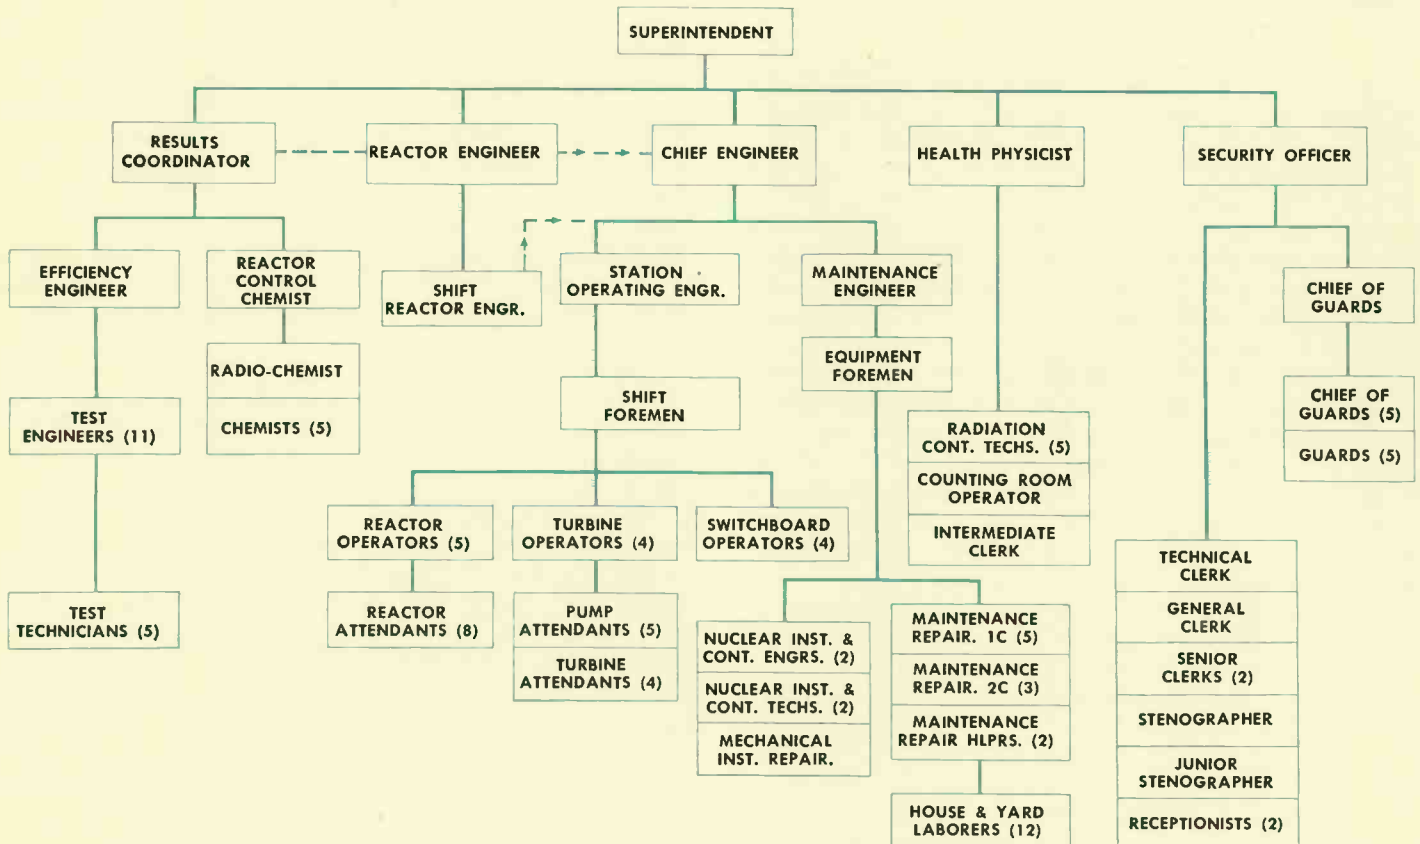 SUPERINTENDENT
RESULTS
COORDINATOR
REACTOR ENGINEER
CHIEF ENGINEER
HEALTH PHYSICIST
SECURITY OFFICER
EFFICIENCY
ENGINEER
REACTOR
CONTROL
CHEMIST
SHIFT
REACTOR ENGR.
STATION
OPERATING ENGR.
MAINTENANCE
ENGINEER
CHIEF OF
GUARDS
RADIO-CHEMIST
CHEMISTS (5)
EQUIPMENT
FOREMEN
SHIFT
FOREMEN
TEST
ENGINEERS (11)
RADIATION
CONT. TECHS. (5)
COUNTING ROOM
OPERATOR
INTERMEDIATE
CLERK
CHIEF OF
GUARDS (5)
GUARDS (5)
REACTOR
OPERATORS (5)
TURBINE
OPERATORS (4)
SWITCHBOARD
OPERATORS (4)
TEST
TECHNICIANS (5)
REACTOR
ATTENDANTS (8)
PUMP
ATTENDANTS (5)
TURBINE
ATTENDANTS (4)
NUCLEAR INST. &
CONT. ENGRS. (2)
NUCLEAR INST. &
CONT. TECHS. (2)
MECHANICAL
INST. REPAIR.
MAINTENANCE
REPAIR. 1C (5)
MAINTENANCE
REPAIR. 2C (3)
MAINTENANCE
REPAIR HLPRS. (2)
HOUSE & YARD
LABORERS (12)
TECHNICAL
CLERK
GENERAL
CLERK
SENIOR
CLERKS (2)
STENOGRAPHER
JUNIOR
STENOGRAPHER
RECEPTIONISTS (2)